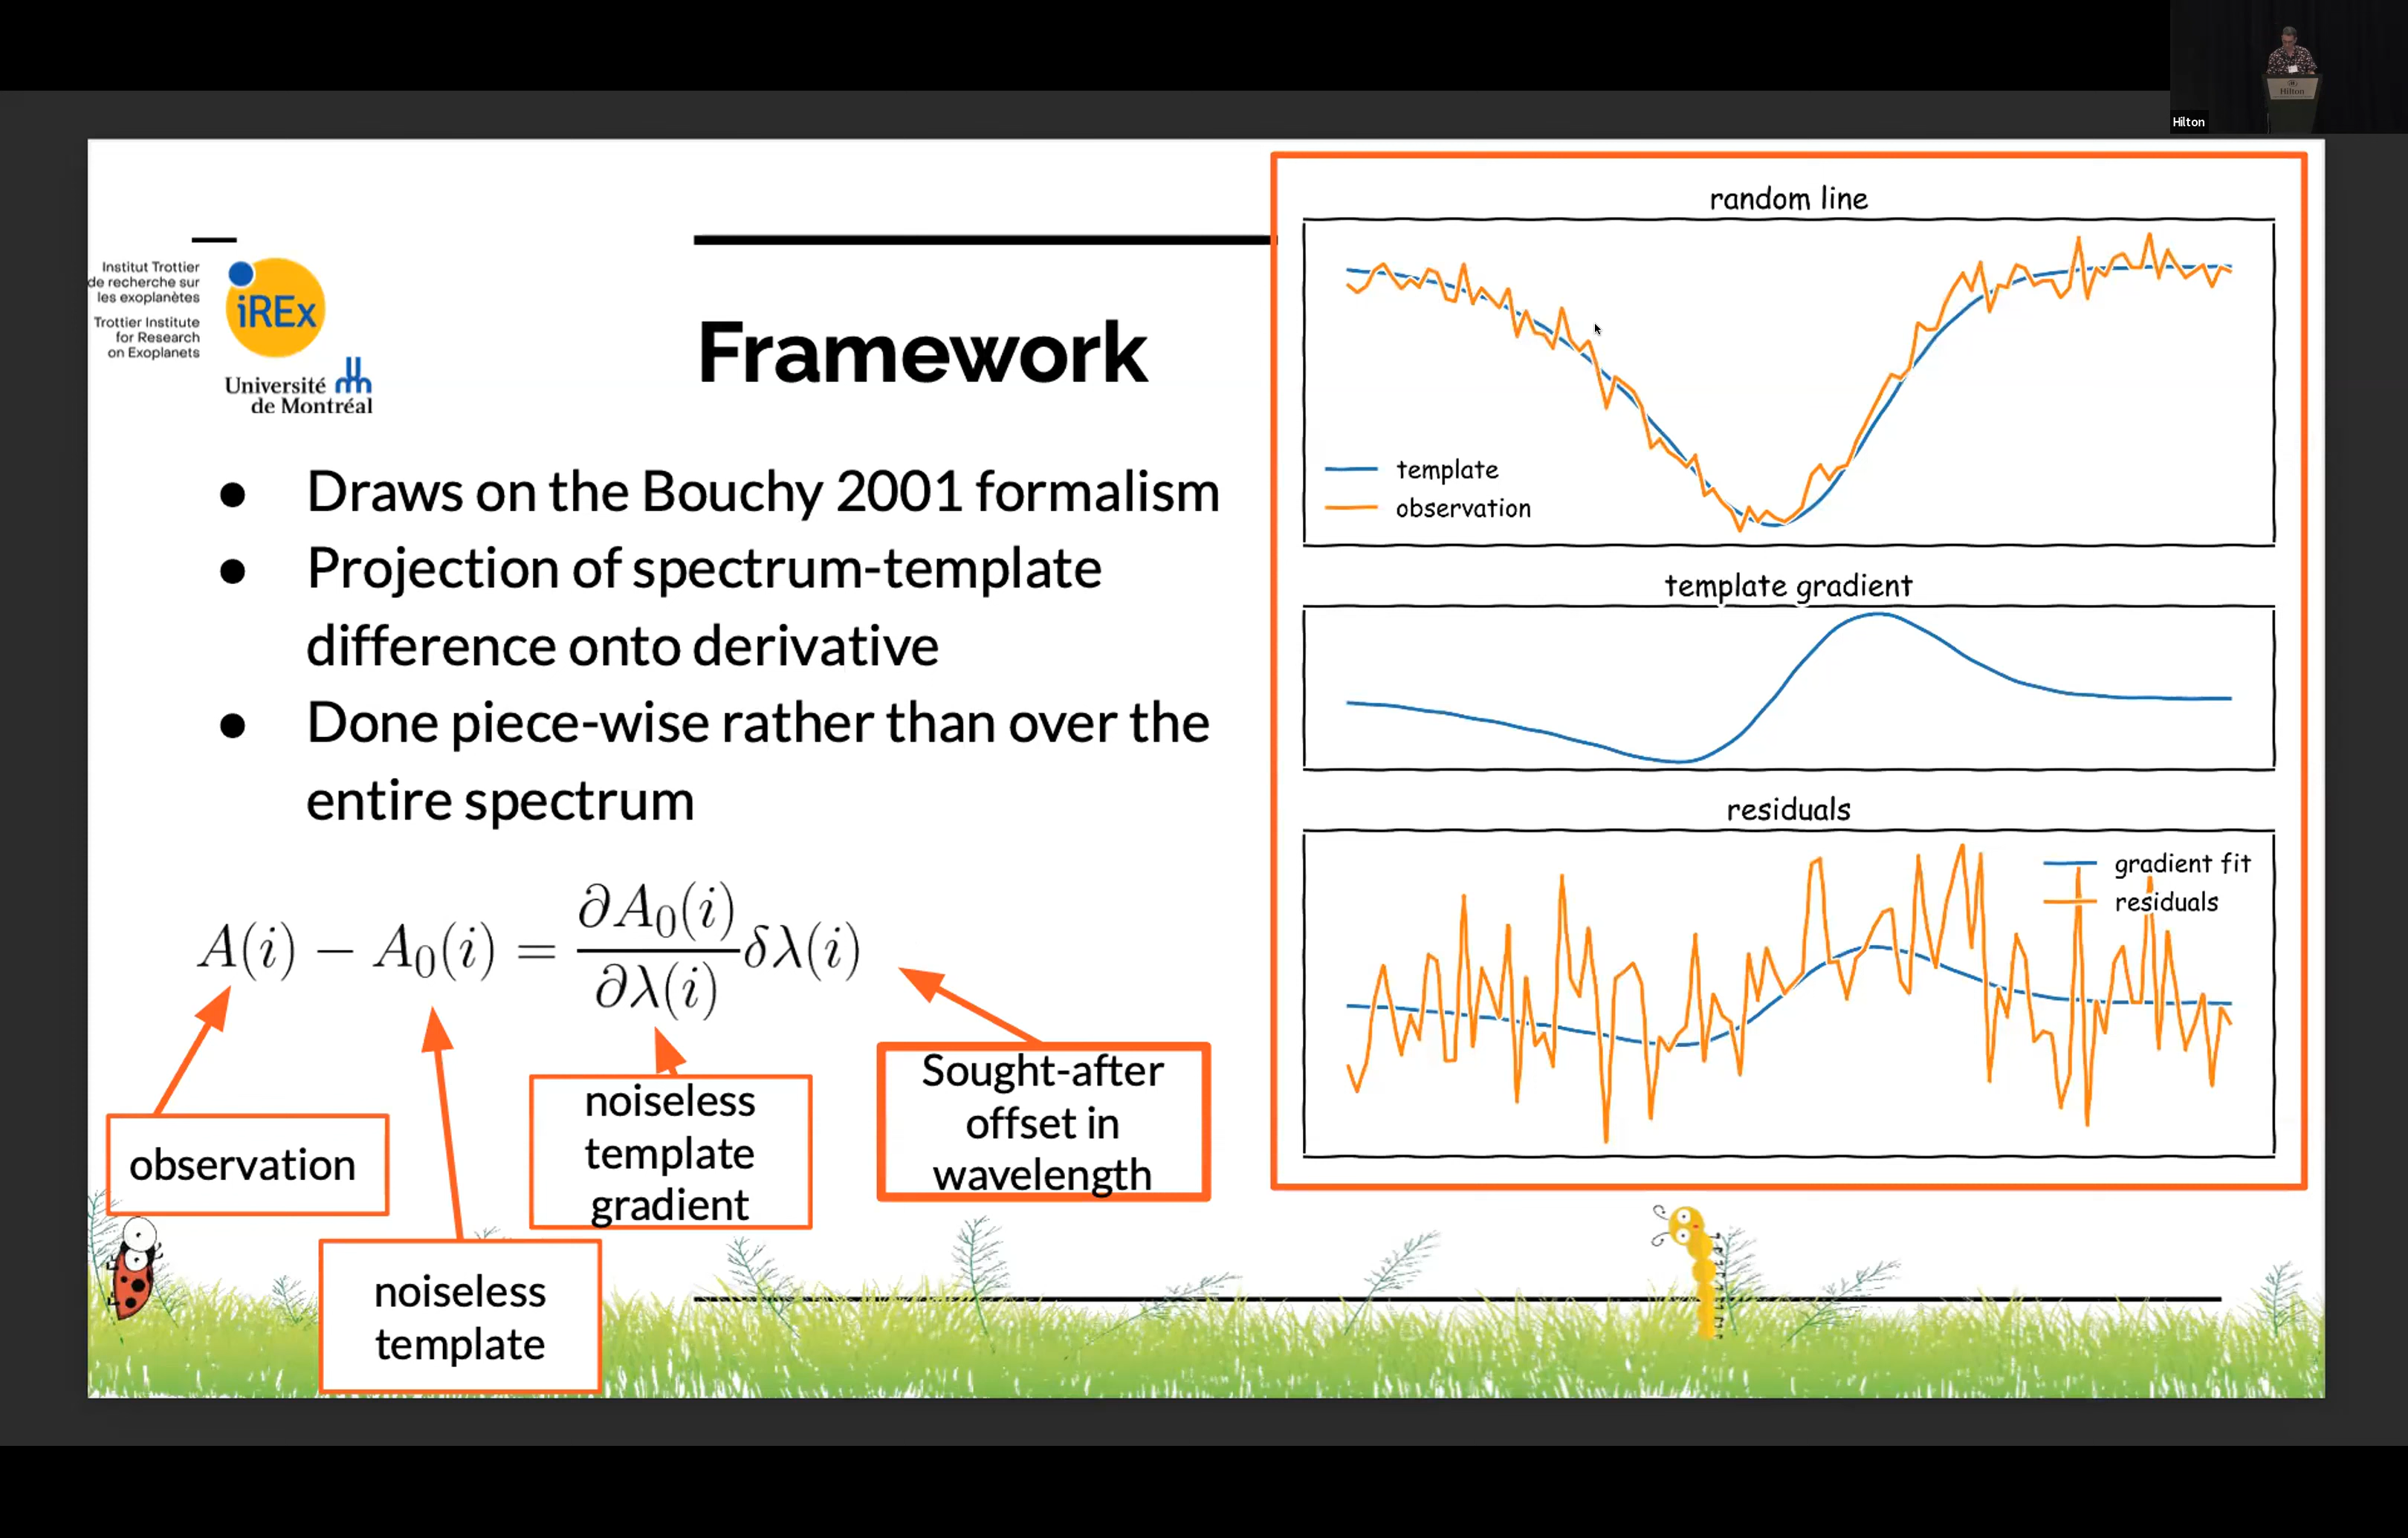 Hilton
Hilton
Institut Trottier
de recherche sur
les exoplanètes
Trottier Institute
for Research
on Exoplanets
iREx
Université
de Montréal
Framework
● Draws on the Bouchy 2001 formalism
● Projection of spectrum-template
difference onto derivative
● Done piece-wise rather than over the
entire spectrum
A(i) − A₀(i) = ∂A₀(i)/∂λ(i) δλ(i)
observation
noiseless
template
noiseless
template
gradient
Sought-after
offset in
wavelength
random line
template
observation
template gradient
residuals
gradient fit
residuals